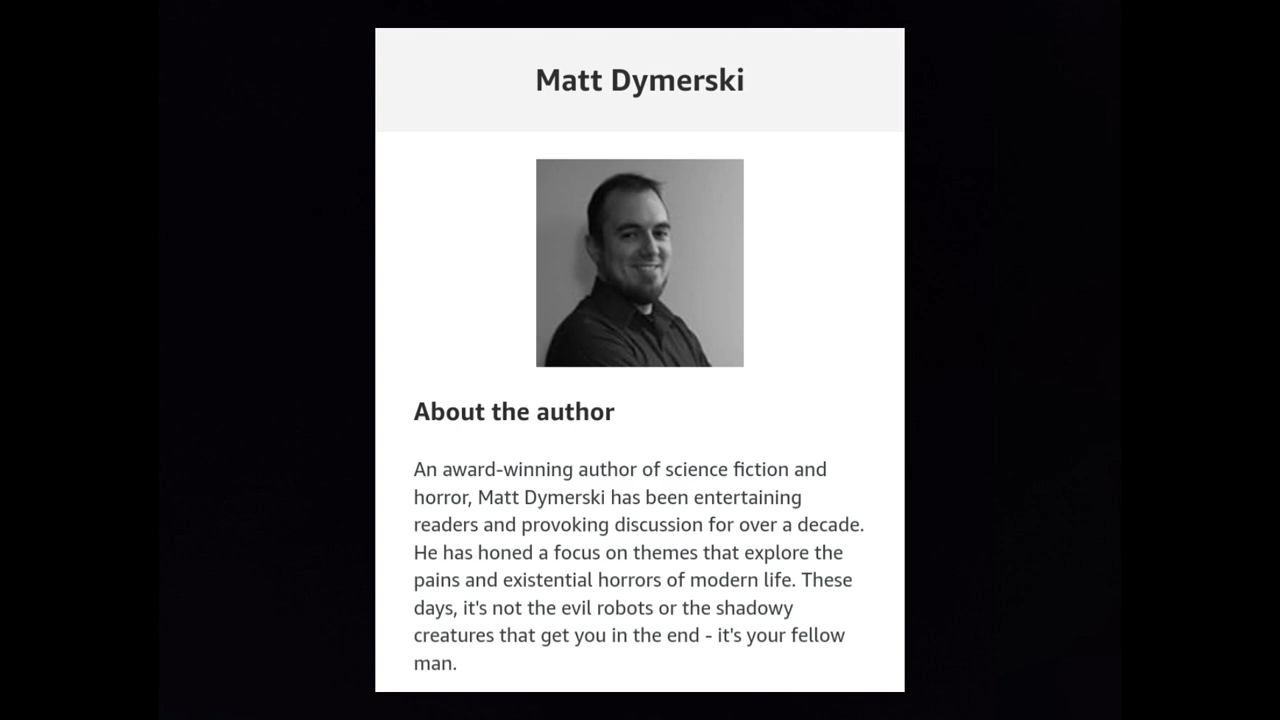 Matt Dymerski
About the author
An award-winning author of science fiction and
horror, Matt Dymerski has been entertaining
readers and provoking discussion for over a decade.
He has honed a focus on themes that explore the
pains and existential horrors of modern life. These
days, it's not the evil robots or the shadowy
creatures that get you in the end - it's your fellow
man.